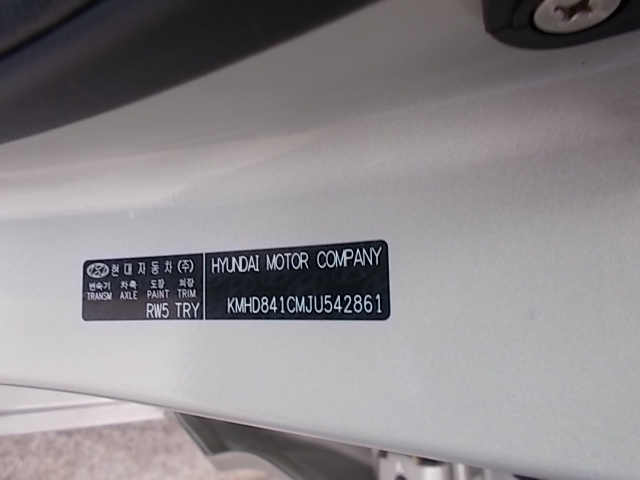 현대자동차(주)
변속기 차축 도장 의장
TRANSM AXLE PAINT TRIM
RW5 TRY
HYUNDAI MOTOR COMPANY
KMHD841CMJU542861